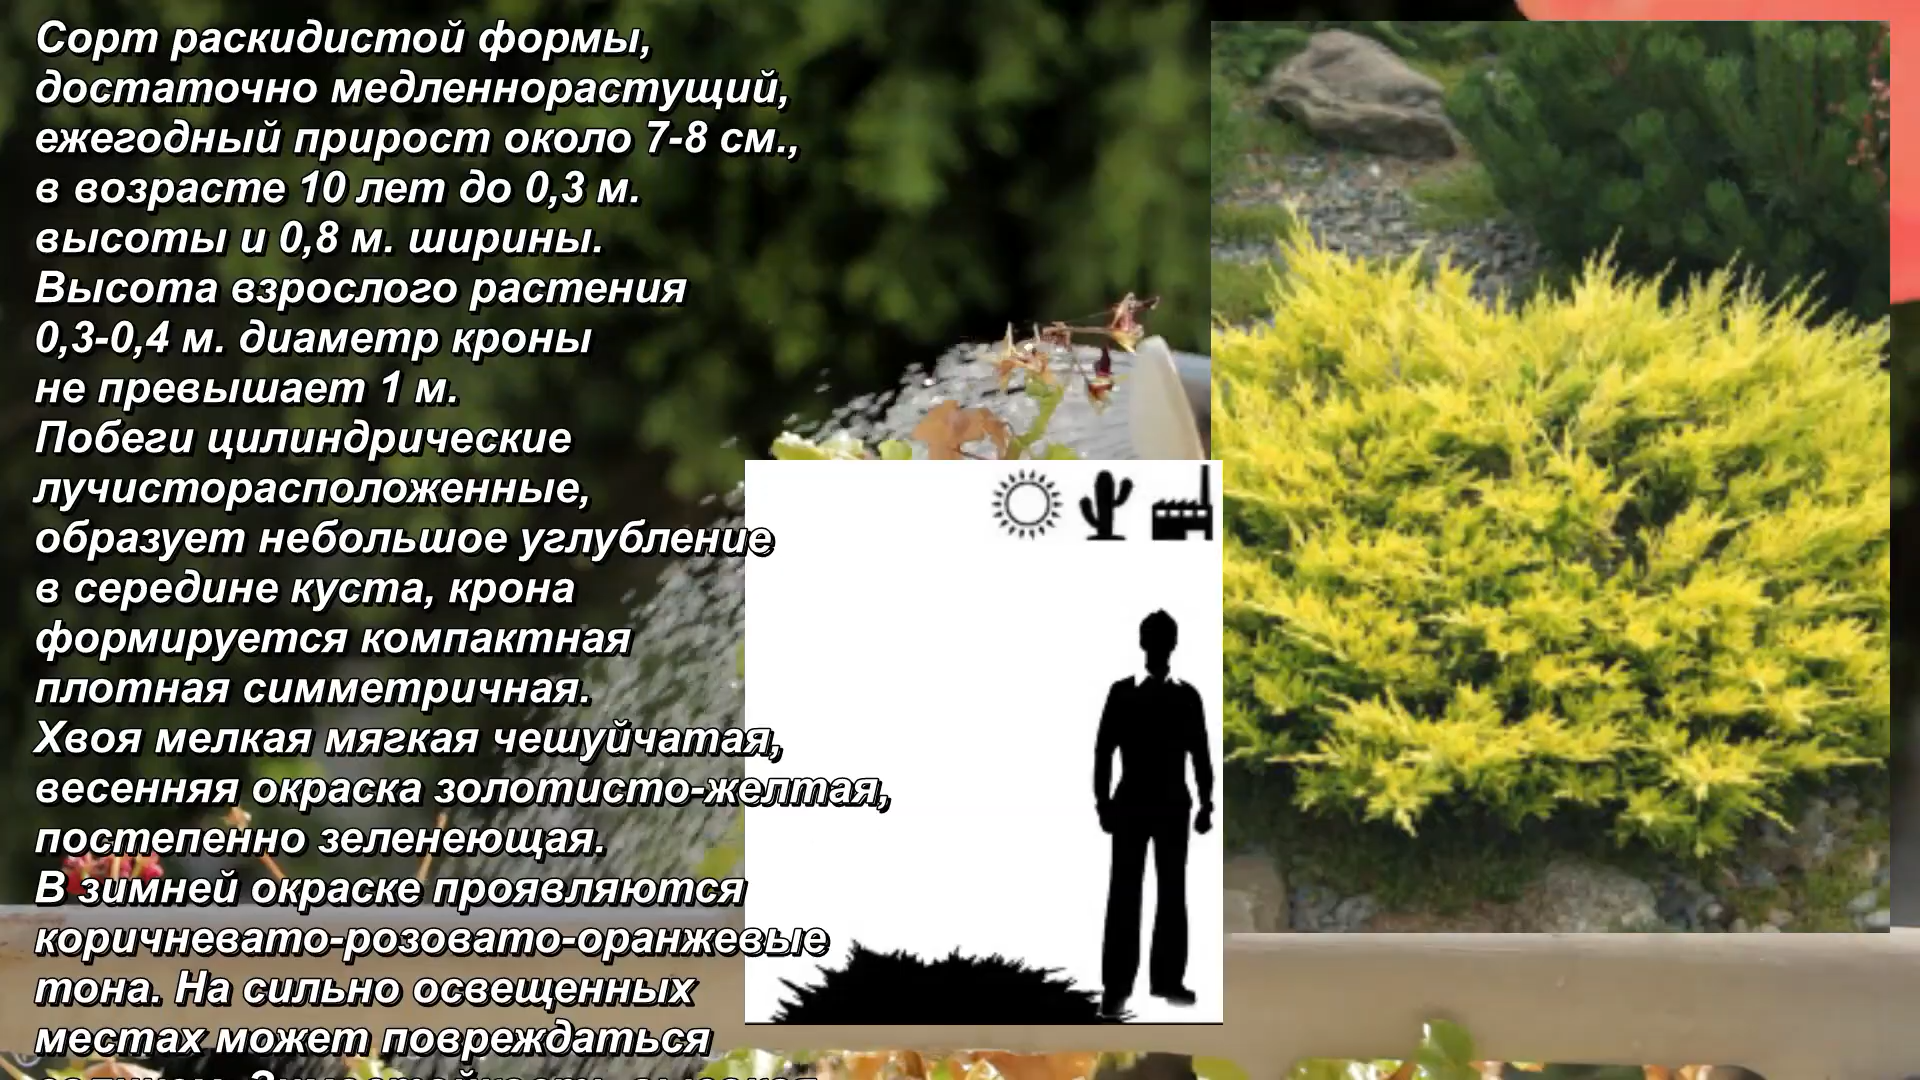 Сорт раскидистой формы,
достаточно медленнорастущий,
ежегодный прирост около 7-8 см.,
в возрасте 10 лет до 0,3 м.
высоты и 0,8 м. ширины.
Высота взрослого растения
0,3-0,4 м. диаметр кроны
не превышает 1 м.
Побеги цилиндрические
лучисторасположенные,
образует небольшое углубление
в середине куста, крона
формируется компактная
плотная симметричная.
Хвоя мелкая мягкая чешуйчатая,
весенняя окраска золотисто-желтая,
постепенно зеленеющая.
В зимней окраске проявляются
коричневато-розовато-оранжевые
тона. На сильно освещенных
местах может повреждаться